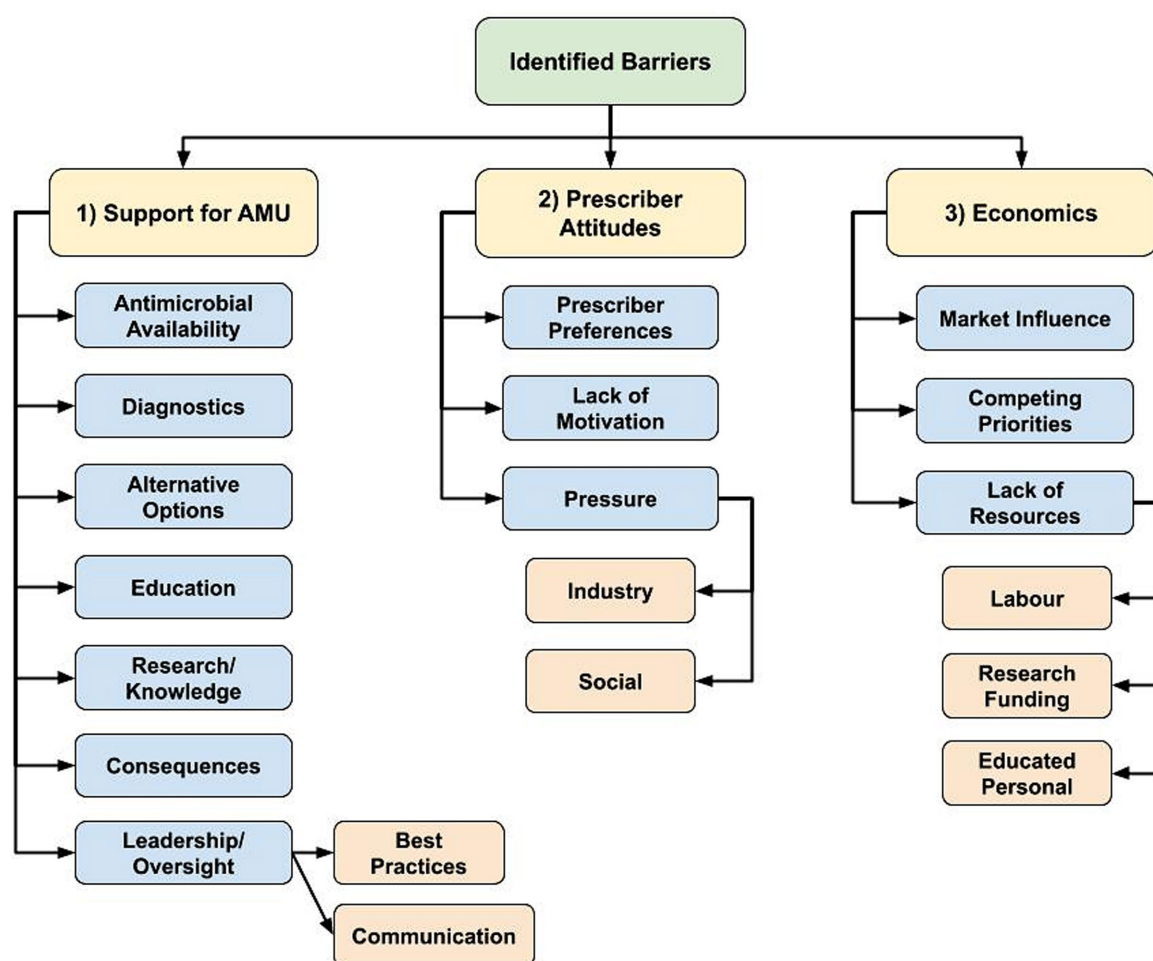 Identified Barriers
1) Support for AMU
Antimicrobial
Availability
Diagnostics
Alternative
Options
Education
Research/
Knowledge
Consequences
Leadership/
Oversight
Best
Practices
Communication
2) Prescriber
Attitudes
Prescriber
Preferences
Lack of
Motivation
Pressure
Industry
Social
3) Economics
Market Influence
Competing
Priorities
Lack of
Resources
Labour
Research
Funding
Educated
Personal